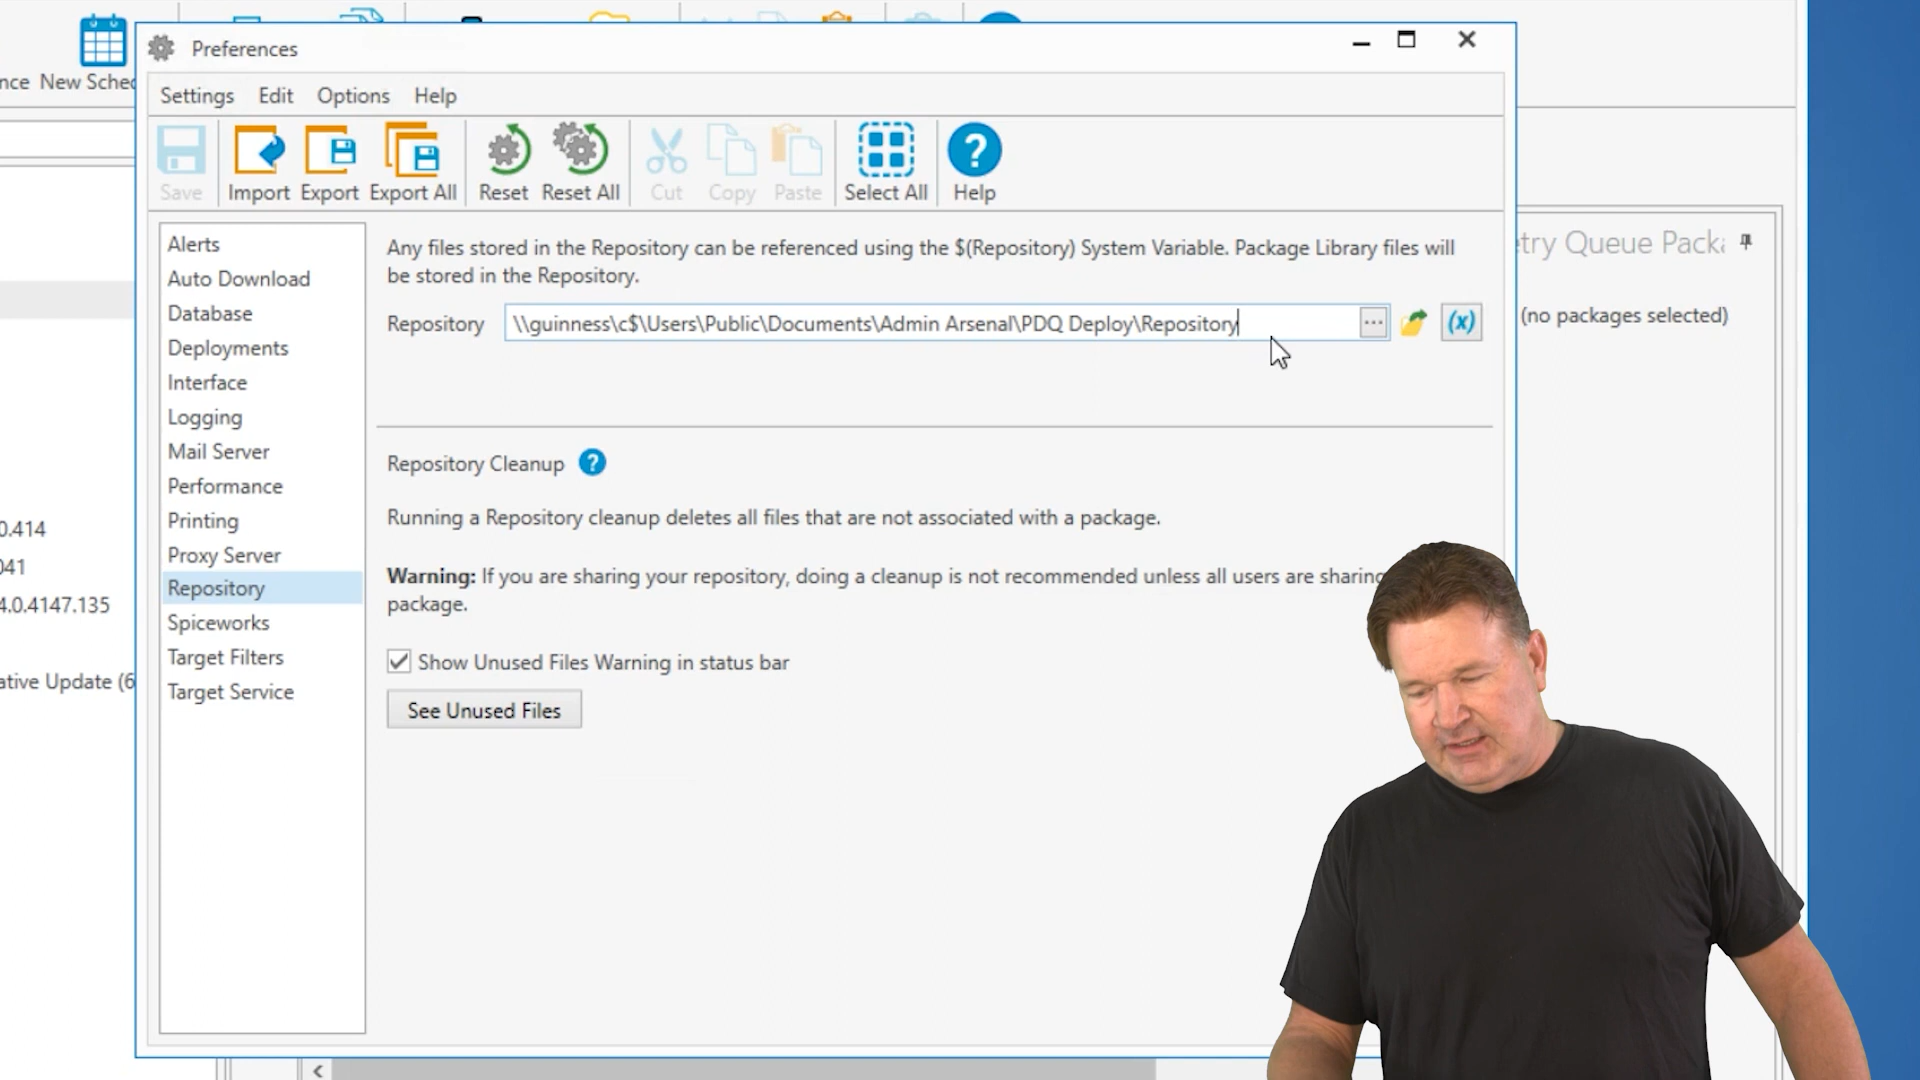 nce New Sched
Preferences
Settings Edit Options Help
Save Import Export Export All Reset Reset All Cut Copy Paste Select All Help
Alerts
Auto Download
Database
Deployments
Interface
Logging
Mail Server
Performance
Printing
Proxy Server
Repository
Spiceworks
Target Filters
Target Service
Any files stored in the Repository can be referenced using the $(Repository) System Variable. Package Library files will
be stored in the Repository.
Repository \\guinness\c$\Users\Public\Documents\Admin Arsenal\PDQ Deploy\Repository ... (x)
Repository Cleanup ?
Running a Repository cleanup deletes all files that are not associated with a package.
Warning: If you are sharing your repository, doing a cleanup is not recommended unless all users are sharing
package.
Show Unused Files Warning in status bar
See Unused Files
etry Queue Packa
(no packages selected)
0.414
041
4.0.4147.135
ative Update (6